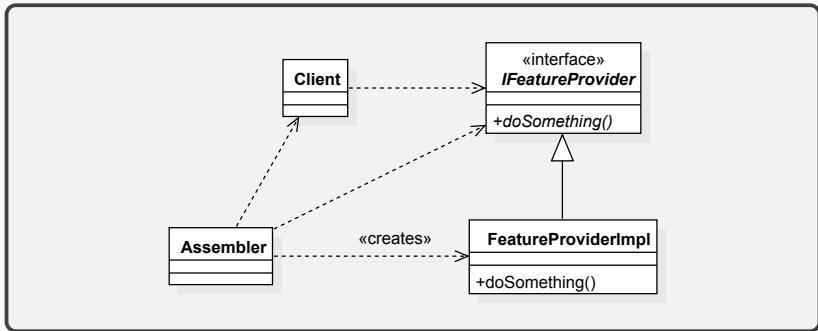 «interface»
Client
IFeatureProvider
+doSomething()
Assembler
«creates»
FeatureProviderImpl
+doSomething()